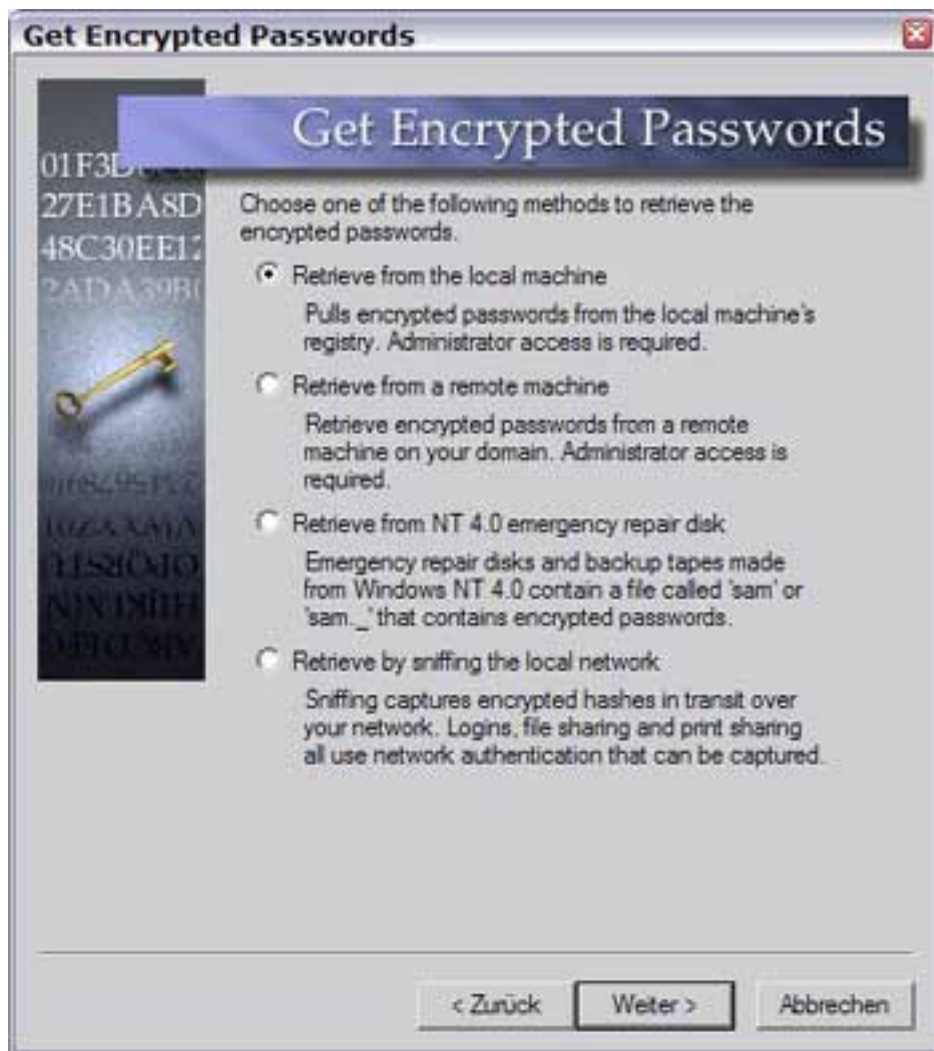 Get Encrypted Passwords
Get Encrypted Passwords
01F3D
27E1BA8D
48C30EE12
2ADA39B
Choose one of the following methods to retrieve the
encrypted passwords.
Retrieve from the local machine
Pulls encrypted passwords from the local machine's
registry. Administrator access is required.
Retrieve from a remote machine
Retrieve encrypted passwords from a remote
machine on your domain. Administrator access is
required.
Retrieve from NT 4.0 emergency repair disk
Emergency repair disks and backup tapes made
from Windows NT 4.0 contain a file called 'sam' or
'sam._' that contains encrypted passwords.
Retrieve by sniffing the local network
Sniffing captures encrypted hashes in transit over
your network. Logins, file sharing and print sharing
all use network authentication that can be captured.
< Zurück
Weiter >
Abbrechen